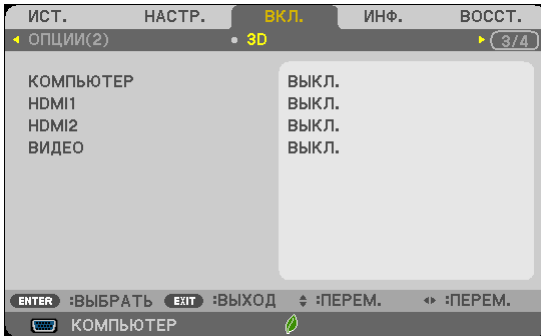 ИСТ. НАСТР. ВКЛ. ИНФ. ВОССТ.
ОПЦИИ(2) • 3D 3/4
КОМПЬЮТЕР ВЫКЛ.
HDMI1 ВЫКЛ.
HDMI2 ВЫКЛ.
ВИДЕО ВЫКЛ.
ENTER :ВЫБРАТЬ EXIT :ВЫХОД :ПЕРЕМ. :ПЕРЕМ.
КОМПЬЮТЕР